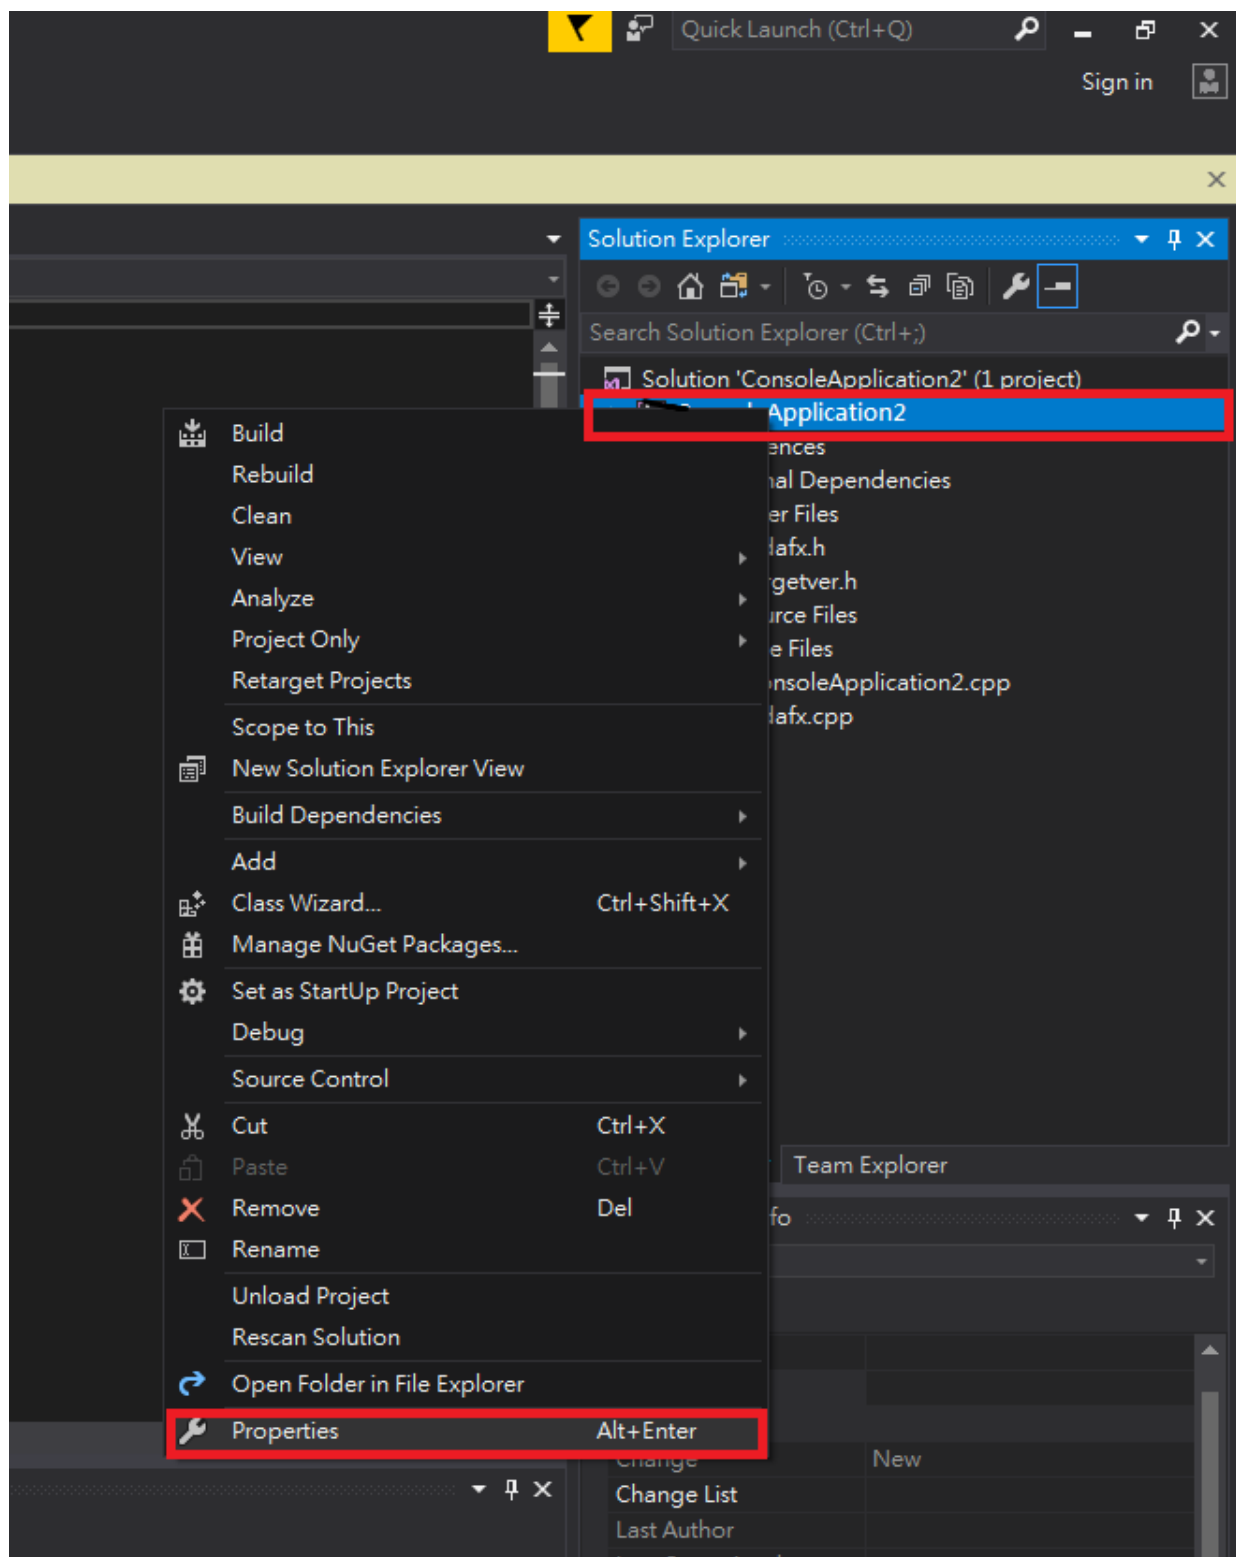 Quick Launch (Ctrl+Q)
Sign in
Solution Explorer
Search Solution Explorer (Ctrl+;)
Solution 'ConsoleApplication2' (1 project)
Application2
ences
nal Dependencies
er Files
dafx.h
rgetver.h
urce Files
e Files
onsoleApplication2.cpp
dafx.cpp
Build
Rebuild
Clean
View
Analyze
Project Only
Retarget Projects
Scope to This
New Solution Explorer View
Build Dependencies
Add
Class Wizard... Ctrl+Shift+X
Manage NuGet Packages...
Set as StartUp Project
Debug
Source Control
Cut Ctrl+X
Paste Ctrl+V
Remove Del
Rename
Unload Project
Rescan Solution
Open Folder in File Explorer
Properties Alt+Enter
Team Explorer
fo
Change New
Change List
Last Author